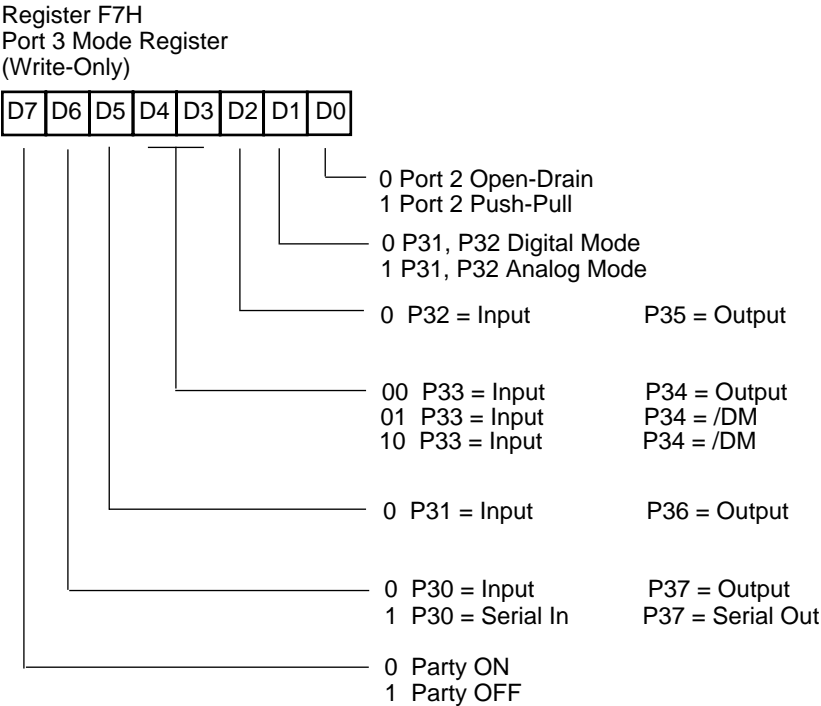 Register F7H
Port 3 Mode Register
(Write-Only)
D7 D6 D5 D4 D3 D2 D1 D0
0 Port 2 Open-Drain
1 Port 2 Push-Pull
0 P31, P32 Digital Mode
1 P31, P32 Analog Mode
0 P32 = Input P35 = Output
00 P33 = Input P34 = Output
01 P33 = Input P34 = /DM
10 P33 = Input P34 = /DM
0 P31 = Input P36 = Output
0 P30 = Input P37 = Output
1 P30 = Serial In P37 = Serial Out
0 Party ON
1 Party OFF